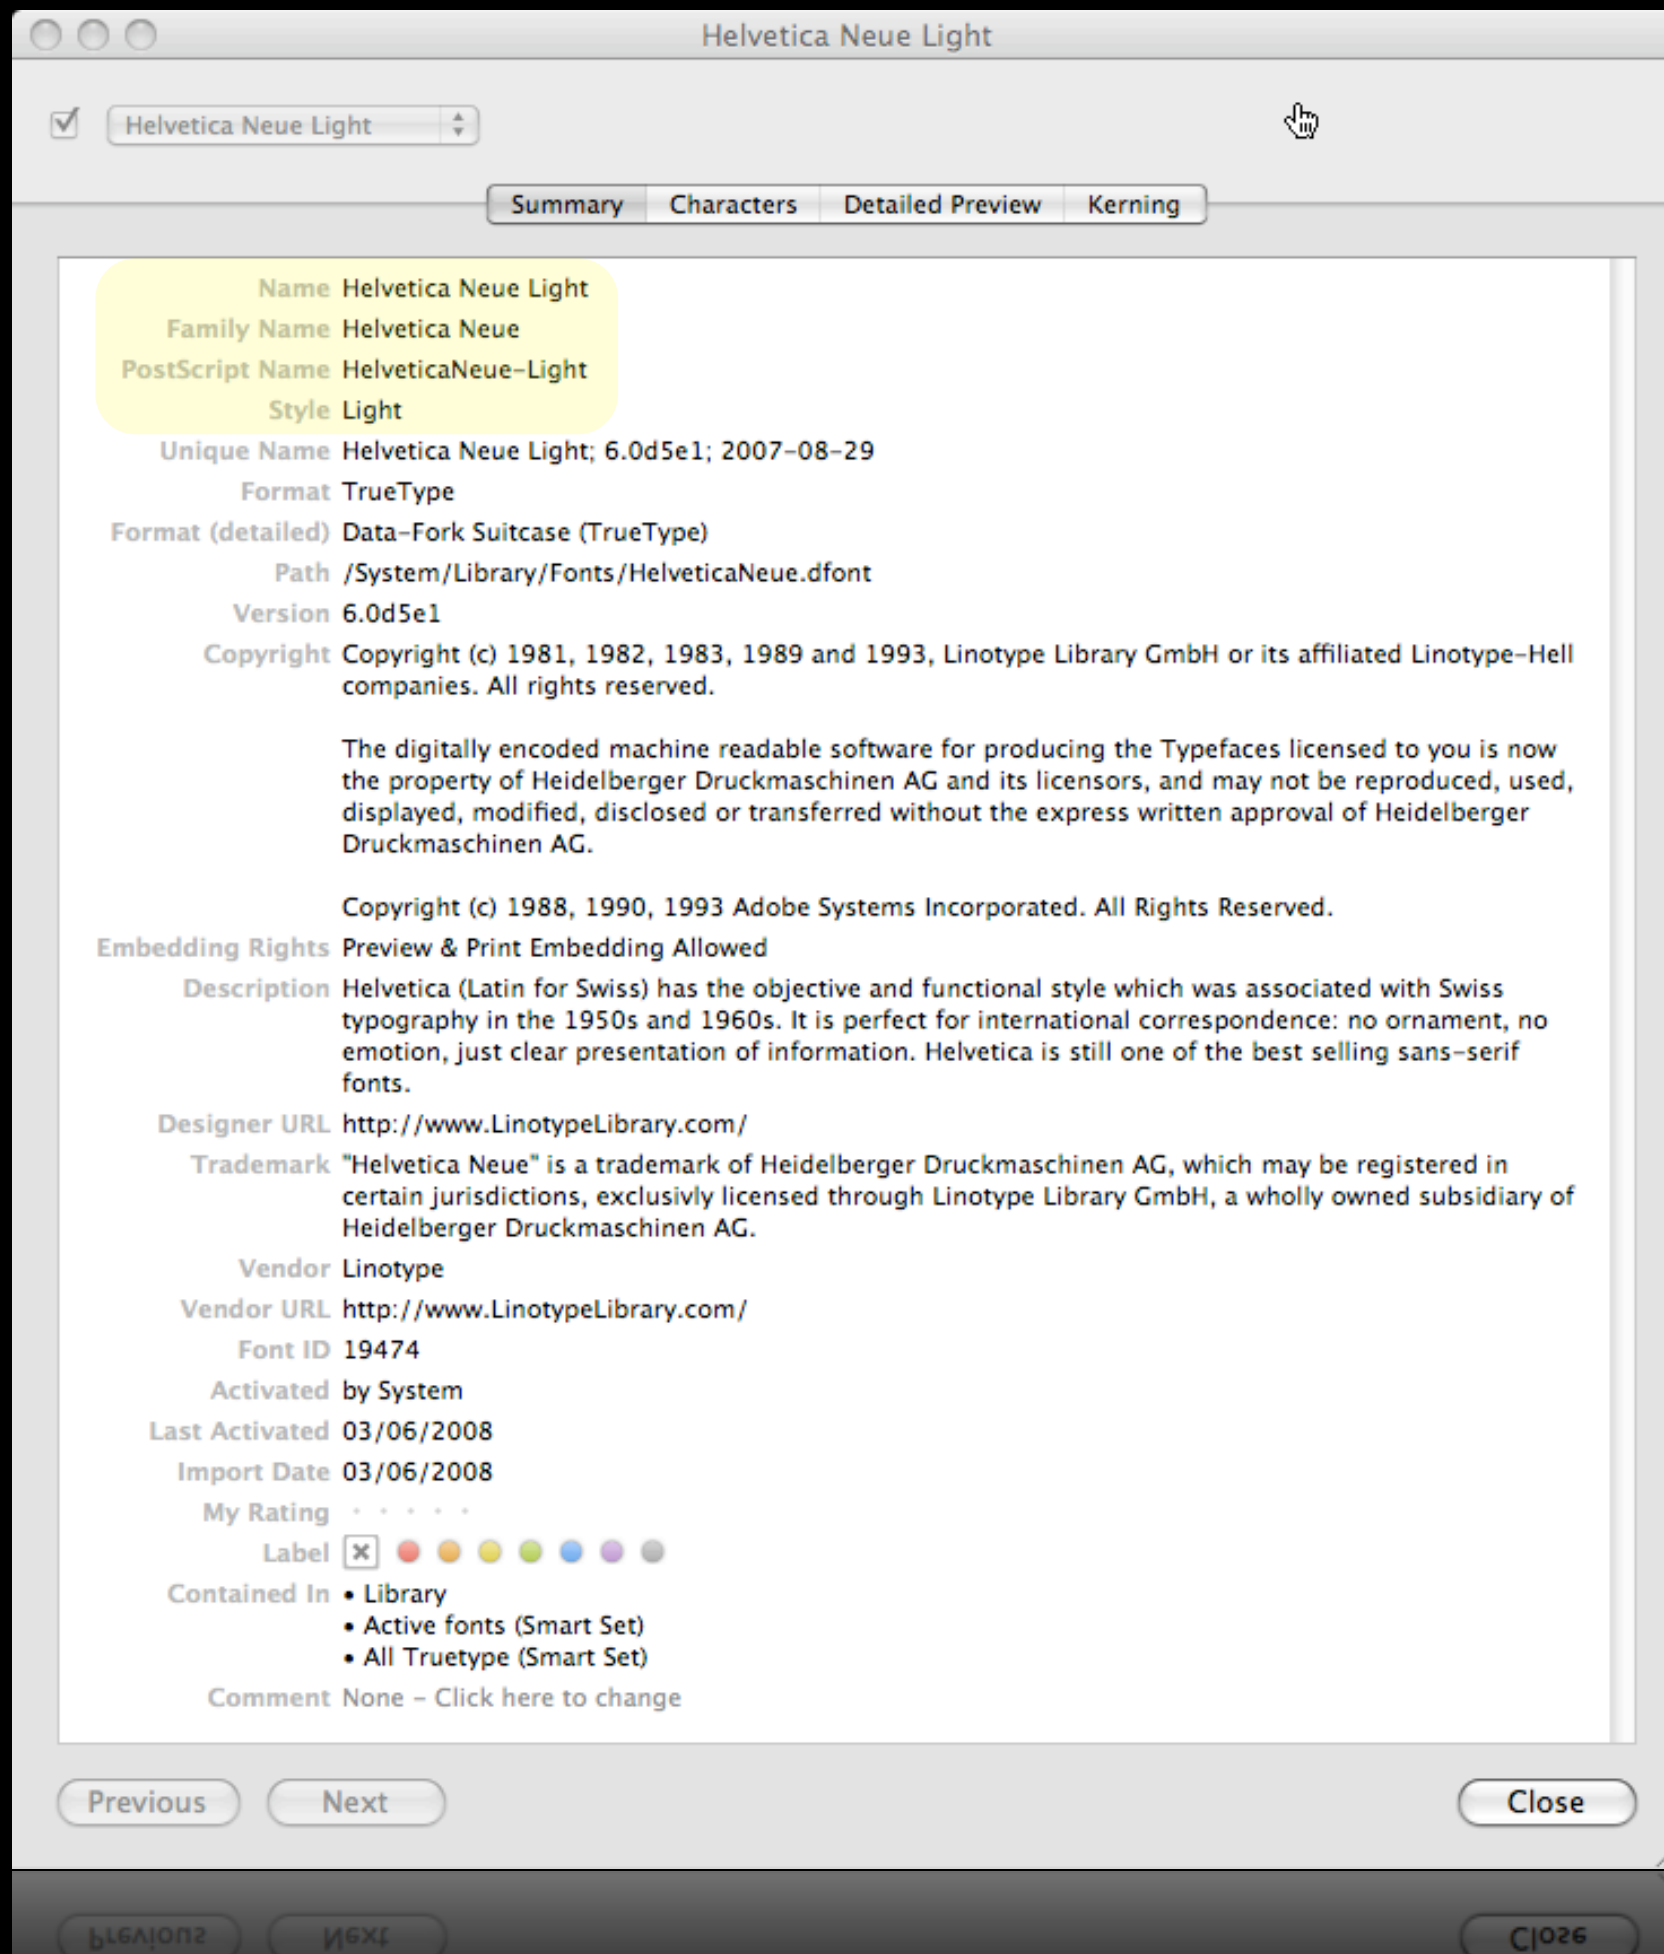 Helvetica Neue Light
Helvetica Neue Light
Summary Characters Detailed Preview Kerning
Name Helvetica Neue Light
Family Name Helvetica Neue
PostScript Name HelveticaNeue-Light
Style Light
Unique Name Helvetica Neue Light; 6.0d5e1; 2007-08-29
Format TrueType
Format (detailed) Data-Fork Suitcase (TrueType)
Path /System/Library/Fonts/HelveticaNeue.dfont
Version 6.0d5e1
Copyright Copyright (c) 1981, 1982, 1983, 1989 and 1993, Linotype Library GmbH or its affiliated Linotype-Hell
companies. All rights reserved.
The digitally encoded machine readable software for producing the Typefaces licensed to you is now
the property of Heidelberger Druckmaschinen AG and its licensors, and may not be reproduced, used,
displayed, modified, disclosed or transferred without the express written approval of Heidelberger
Druckmaschinen AG.
Copyright (c) 1988, 1990, 1993 Adobe Systems Incorporated. All Rights Reserved.
Embedding Rights Preview & Print Embedding Allowed
Description Helvetica (Latin for Swiss) has the objective and functional style which was associated with Swiss
typography in the 1950s and 1960s. It is perfect for international correspondence: no ornament, no
emotion, just clear presentation of information. Helvetica is still one of the best selling sans-serif
fonts.
Designer URL http://www.LinotypeLibrary.com/
Trademark "Helvetica Neue" is a trademark of Heidelberger Druckmaschinen AG, which may be registered in
certain jurisdictions, exclusivly licensed through Linotype Library GmbH, a wholly owned subsidiary of
Heidelberger Druckmaschinen AG.
Vendor Linotype
Vendor URL http://www.LinotypeLibrary.com/
Font ID 19474
Activated by System
Last Activated 03/06/2008
Import Date 03/06/2008
My Rating
Label
Contained In • Library
• Active fonts (Smart Set)
• All Truetype (Smart Set)
Comment None – Click here to change
Previous Next Close
Previous Next Close